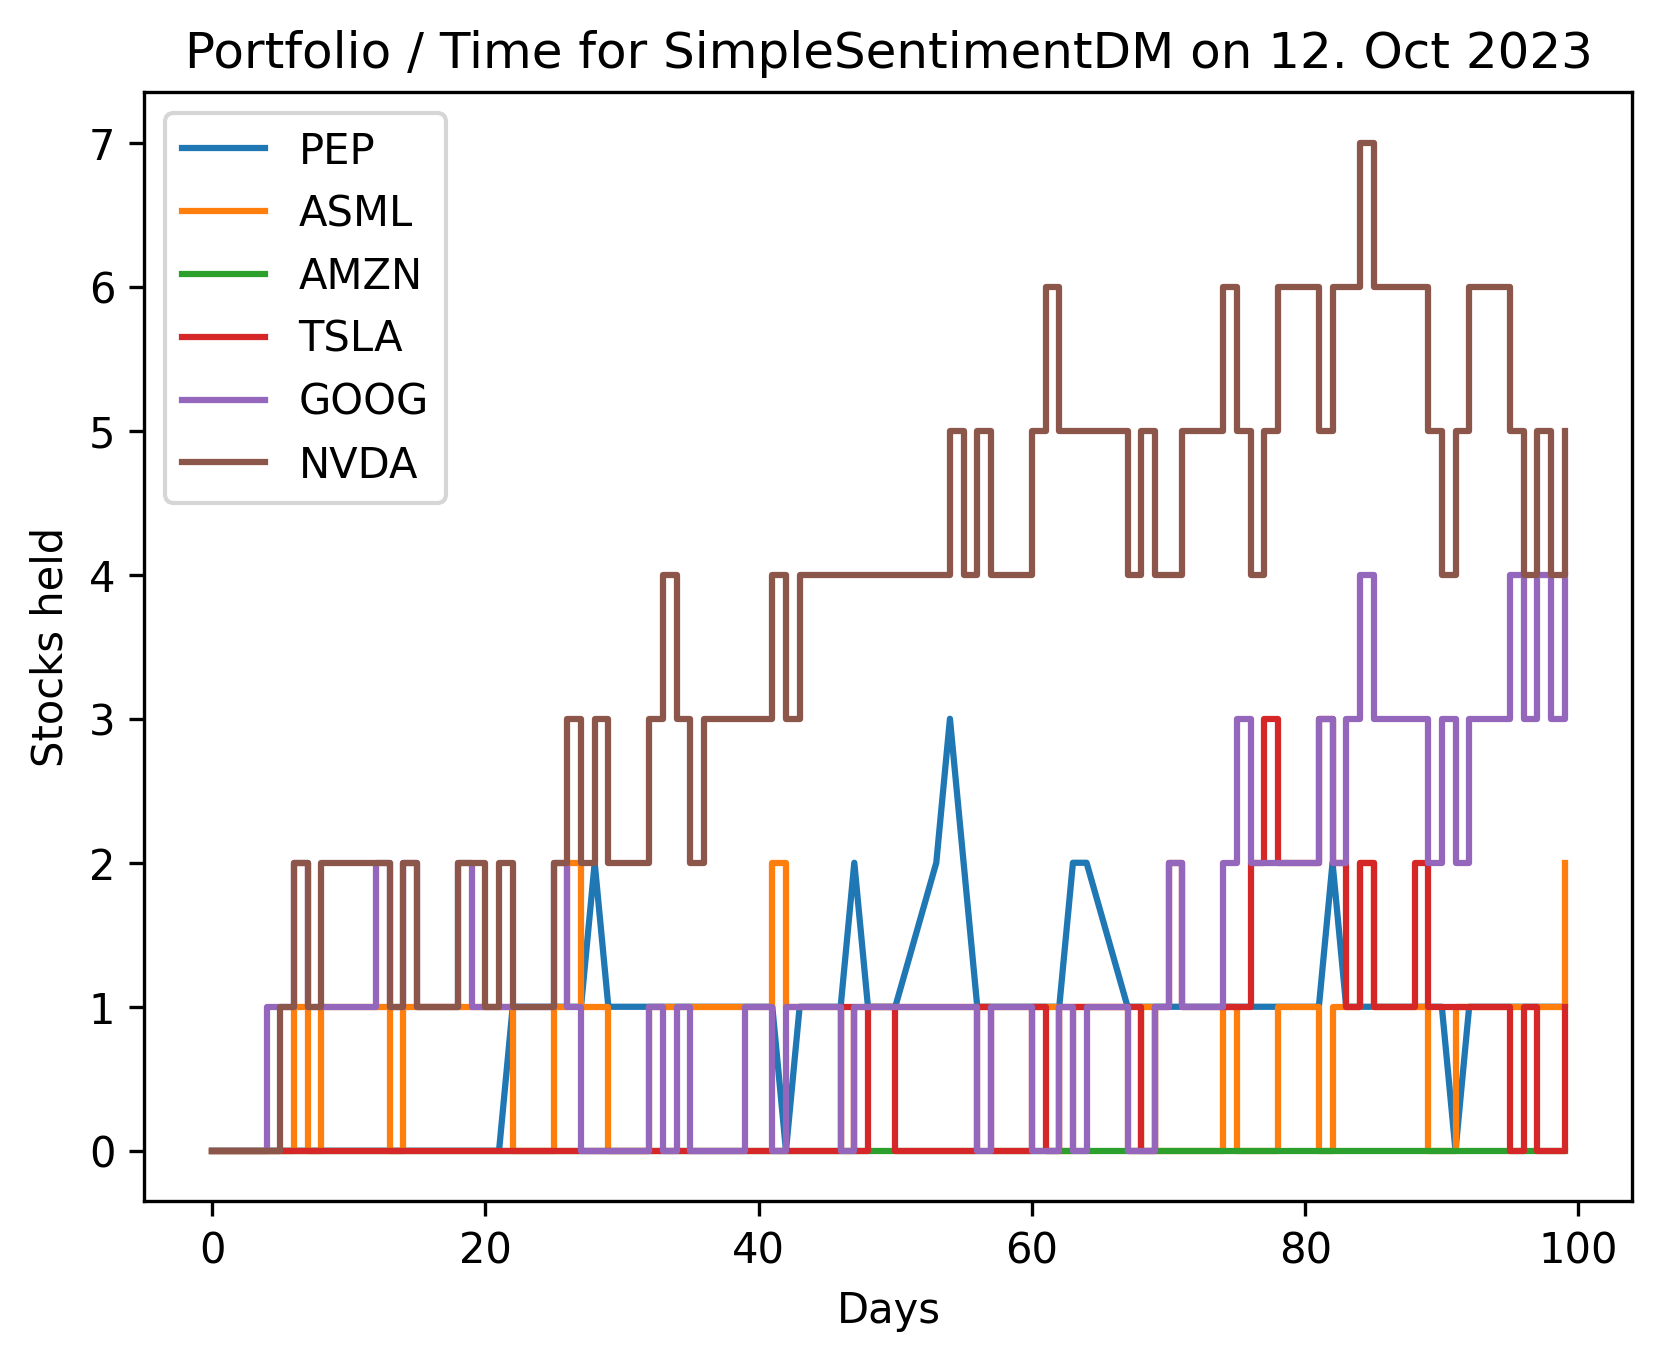 Portfolio / Time for SimpleSentimentDM on 12. Oct 2023
PEP
ASML
AMZN
TSLA
GOOG
NVDA
7
6
5
4
3
2
1
0
Stocks held
0 20 40 60 80 100
Days